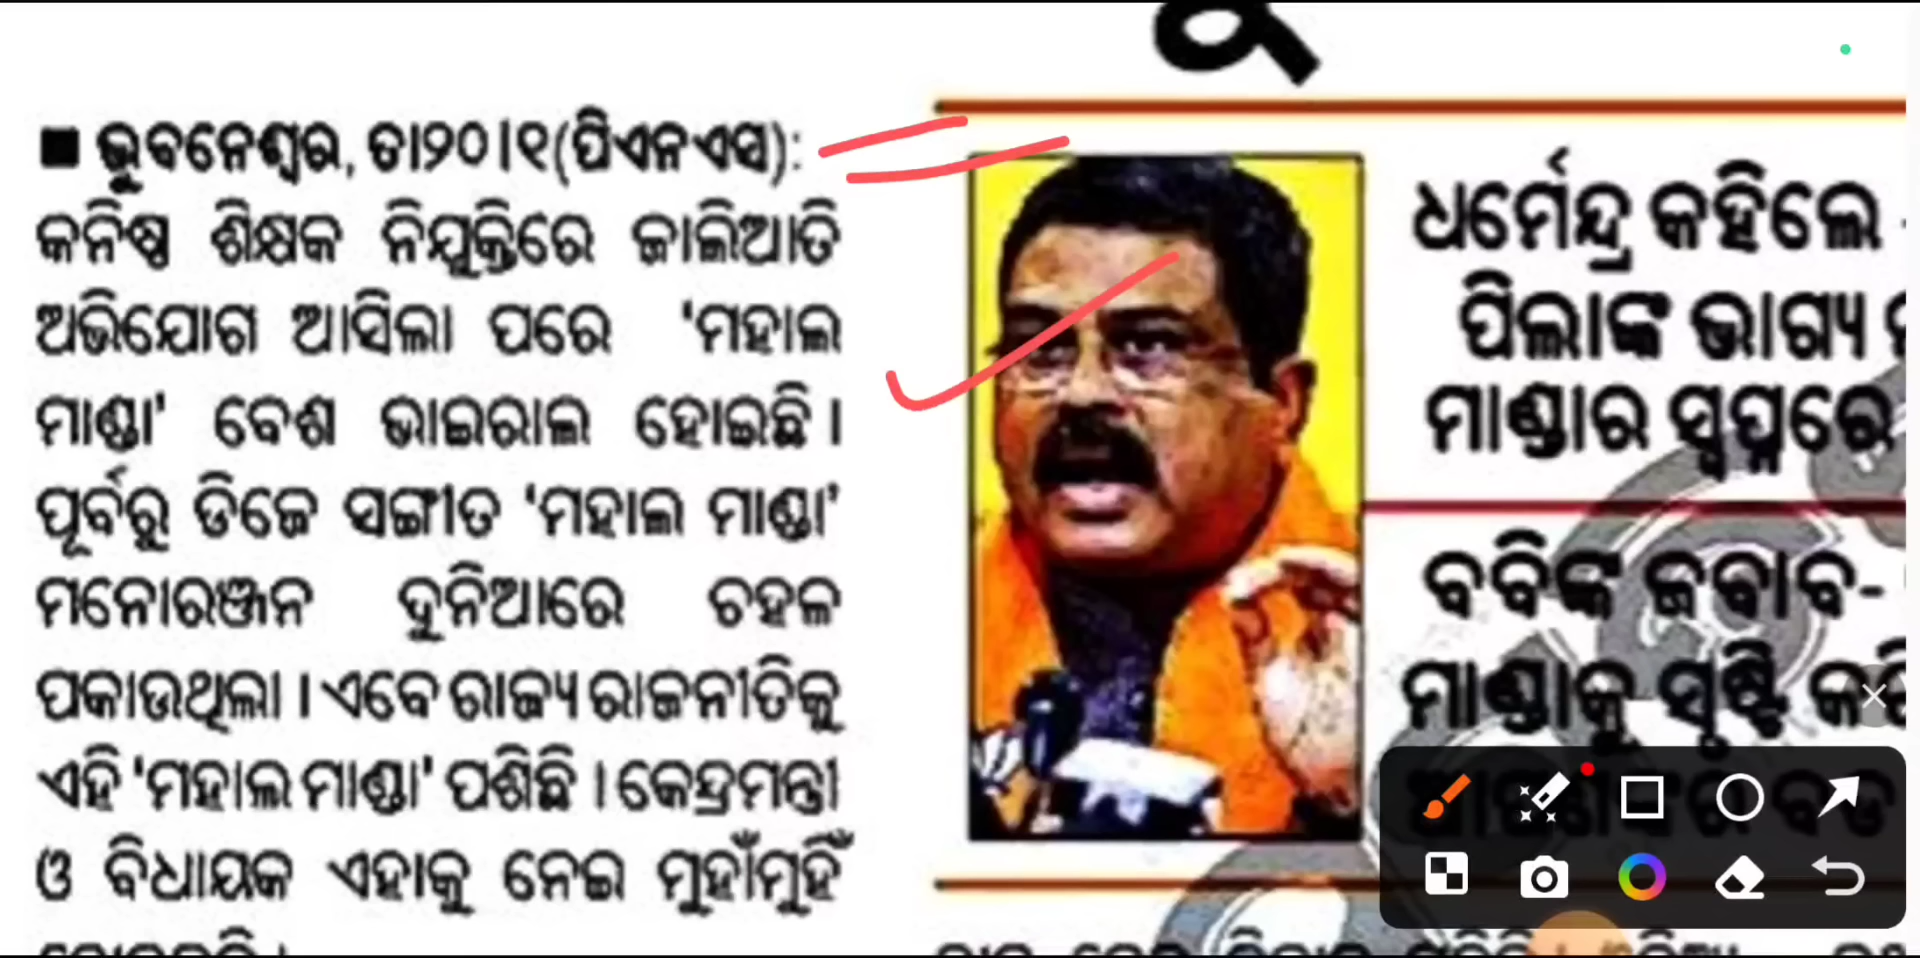 ■ ଭୁବନେଶ୍ୱର, ତା୨୦।୧(ପିଏନଏସ):
କନିଷ୍ଠ ଶିକ୍ଷକ ନିଯୁକ୍ତିରେ ଜାଲିଆତି
ଅଭିଯୋଗ ଆସିଲା ପରେ 'ମହାଲ
ମାଣ୍ଡା' ବେଶ ଭାଇରାଲ ହୋଇଛି ।
ପୂର୍ବରୁ ଡିଜେ ସଙ୍ଗୀତ 'ମହାଲ ମାଣ୍ଡା'
ମନୋରଞ୍ଜନ ଦୁନିଆରେ ଚହଳ
ପକାଉଥିଲା । ଏବେ ରାଜ୍ୟ ରାଜନୀତିକୁ
ଏହି 'ମହାଲ ମାଣ୍ଡା' ପଶିଛି । କେନ୍ଦ୍ରମନ୍ତ୍ରୀ
ଓ ବିଧାୟକ ଏହାକୁ ନେଇ ମୁହାଁମୁହିଁ
ଧର୍ମେନ୍ଦ୍ର କହିଲେ -
ପିଲାଙ୍କ ଭାଗ୍ୟ
ମାଣ୍ଡାର ସ୍ୱପ୍ନରେ
ବବିଙ୍କ ଜବାବ-
ମାଣ୍ଡାକୁ ସୃଷ୍ଟି